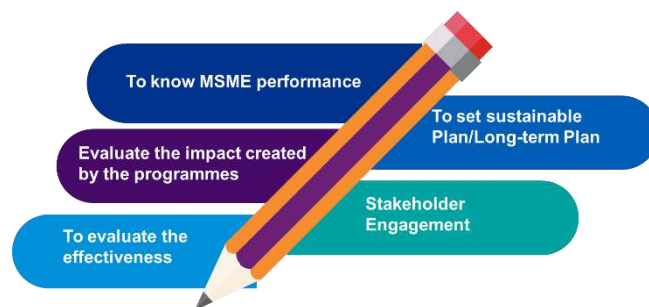 To know MSME performance
To set sustainable
Plan/Long-term Plan
Evaluate the impact created
by the programmes
Stakeholder
Engagement
To evaluate the
effectiveness